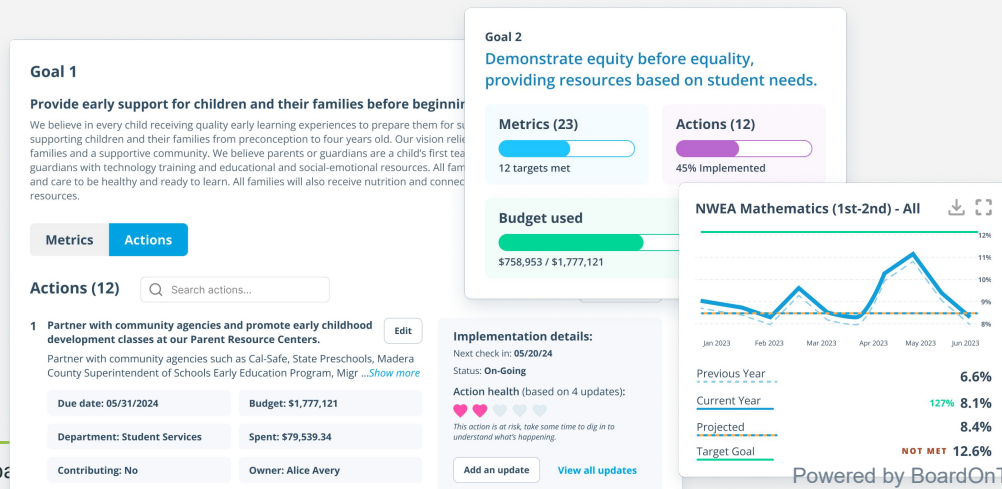 Goal 1
Provide early support for children and their families before
We believe in every child receiving quality early learning experiences to prepare them for
supporting children and their families from preconception to four years old. Our vision
families and a supportive community. We believe parents or guardians are a child's first
guardians with technology training and educational and social-emotional resources. All
and care to be healthy and ready to learn. All families will also receive nutrition and
resources.
Metrics
Actions
Actions (12)
Search actions...
1 Partner with community agencies and promote early childhood
development classes at our Parent Resource Centers.
Edit
Partner with community agencies such as Cal-Safe, State Preschools, Madera
County Superintendent of Schools Early Education Program, Migr ...Show more
Due date: 05/31/2024
Budget: $1,777,121
Department: Student Services
Spent: $79,539.34
Contributing: No
Owner: Alice Avery
Implementation details:
Next check in: 05/20/24
Status: On-Going
Action health (based on 4 updates):
This action is at risk, take some time to dig in to
understand what's happening.
Add an update
View all updates
Goal 2
Demonstrate equity before equality,
providing resources based on student needs.
Metrics (23)
12 targets met
Actions (12)
45% Implemented
Budget used
$758,953 / $1,777,121
NWEA Mathematics (1st-2nd) - All
12%
11%
10%
9%
8%
Jan 2023 Feb 2023 Mar 2023 Apr 2023 May 2023 Jun 2023
Previous Year 6.6%
Current Year 127% 8.1%
Projected 8.4%
Target Goal NOT MET 12.6%
Powered by